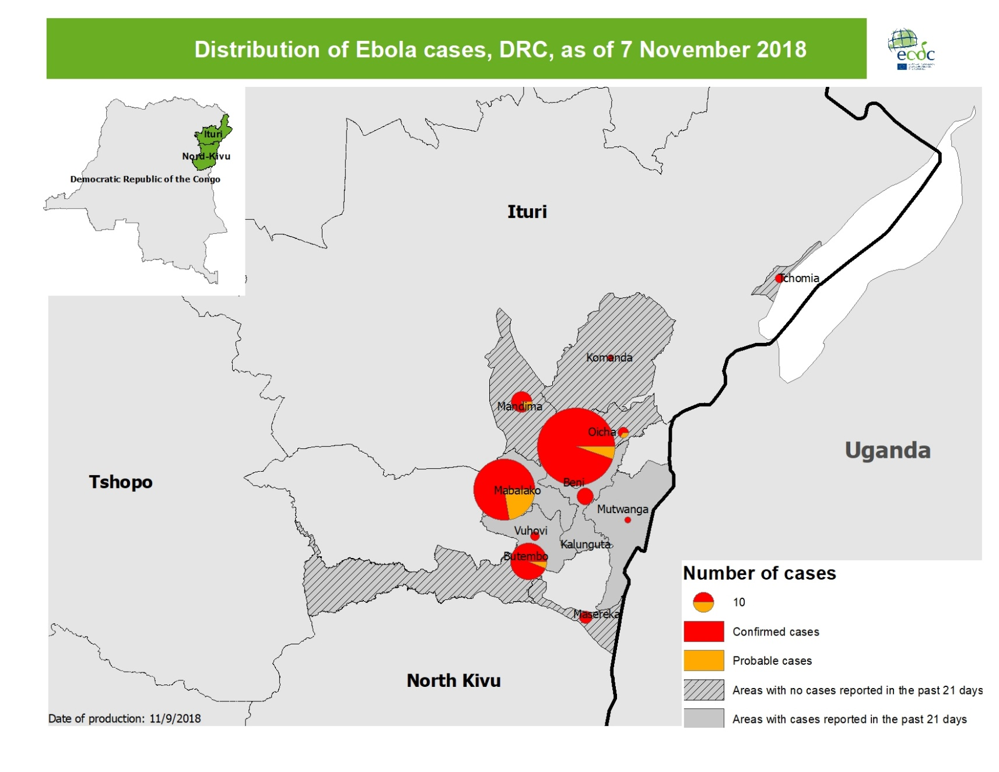 Distribution of Ebola cases, DRC, as of 7 November 2018
ecdc
Ituri
Nord-Kivu
Democratic Republic of the Congo
Ituri
Tchomia
Komanda
Mandima
Oicha
Uganda
Tshopo
Beni
Mabalako
Mutwanga
Vuhovi
Kalunguta
Butembo
Masereka
North Kivu
Number of cases
10
Confirmed cases
Probable cases
Areas with no cases reported in the past 21 days
Areas with cases reported in the past 21 days
Date of production: 11/9/2018